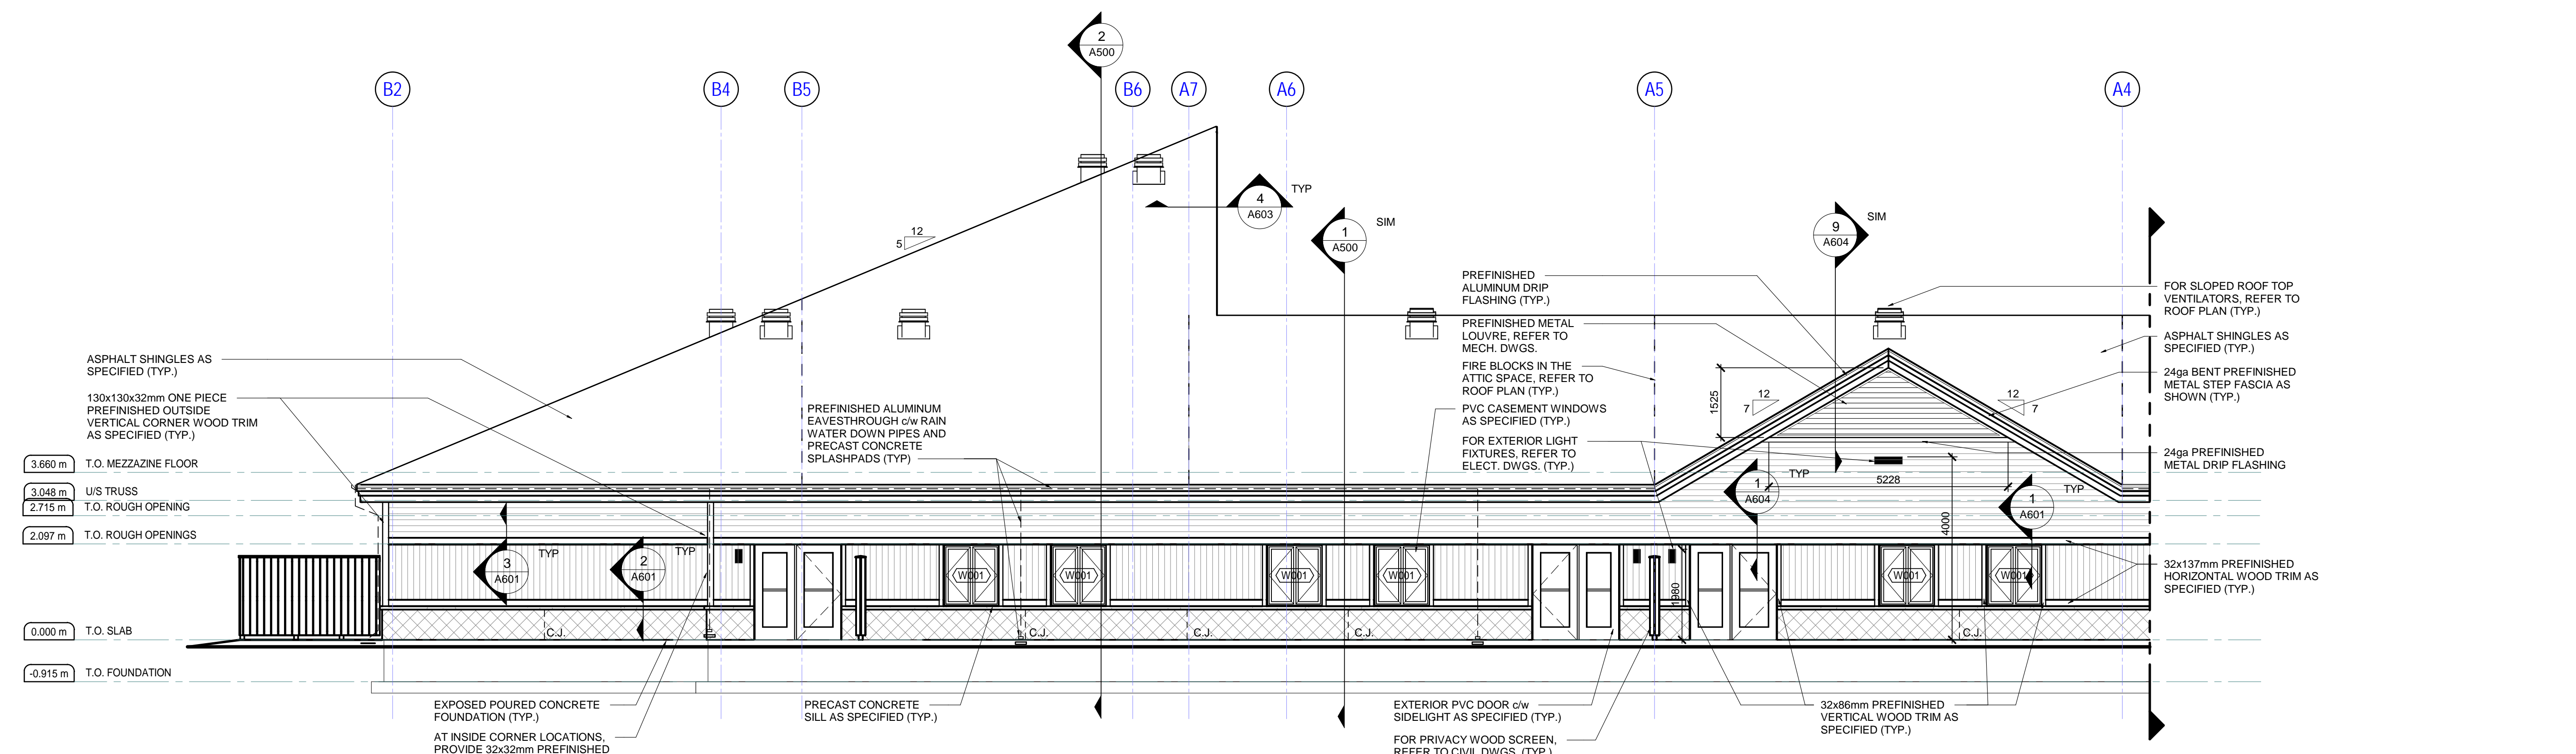 2
A500
B2
B4
B5
B6
A7
A6
A5
A4
4
A603
TYP
1
A500
SIM
9
A604
SIM
12
5
PREFINISHED
ALUMINUM DRIP
FLASHING (TYP.)
PREFINISHED METAL
LOUVRE, REFER TO
MECH. DWGS.
FIRE BLOCKS IN THE
ATTIC SPACE, REFER TO
ROOF PLAN (TYP.)
PVC CASEMENT WINDOWS
AS SPECIFIED (TYP.)
FOR EXTERIOR LIGHT
FIXTURES, REFER TO
ELECT. DWGS. (TYP.)
FOR SLOPED ROOF TOP
VENTILATORS, REFER TO
ROOF PLAN (TYP.)
ASPHALT SHINGLES AS
SPECIFIED (TYP.)
24ga BENT PREFINISHED
METAL STEP FASCIA AS
SHOWN (TYP.)
24ga PREFINISHED
METAL DRIP FLASHING
32x137mm PREFINISHED
HORIZONTAL WOOD TRIM AS
SPECIFIED (TYP.)
ASPHALT SHINGLES AS
SPECIFIED (TYP.)
130x130x32mm ONE PIECE
PREFINISHED OUTSIDE
VERTICAL CORNER WOOD TRIM
AS SPECIFIED (TYP.)
PREFINISHED ALUMINUM
EAVESTHROUGH c/w RAIN
WATER DOWN PIPES AND
PRECAST CONCRETE
SPLASHPADS (TYP)
1525
12
7
12
7
5228
4000
1980
1
A604
TYP
1
A601
TYP
3.660 m T.O. MEZZAZINE FLOOR
3.048 m U/S TRUSS
2.715 m T.O. ROUGH OPENING
2.097 m T.O. ROUGH OPENINGS
0.000 m T.O. SLAB
-0.915 m T.O. FOUNDATION
3
A601
TYP
2
A601
TYP
W001
W001
W001
W001
W001
W001
C.J.
C.J.
C.J.
C.J.
C.J.
EXPOSED POURED CONCRETE
FOUNDATION (TYP.)
AT INSIDE CORNER LOCATIONS,
PROVIDE 32x32mm PREFINISHED
PRECAST CONCRETE
SILL AS SPECIFIED (TYP.)
EXTERIOR PVC DOOR c/w
SIDELIGHT AS SPECIFIED (TYP.)
FOR PRIVACY WOOD SCREEN,
REFER TO CIVIL DWGS. (TYP.)
32x86mm PREFINISHED
VERTICAL WOOD TRIM AS
SPECIFIED (TYP.)